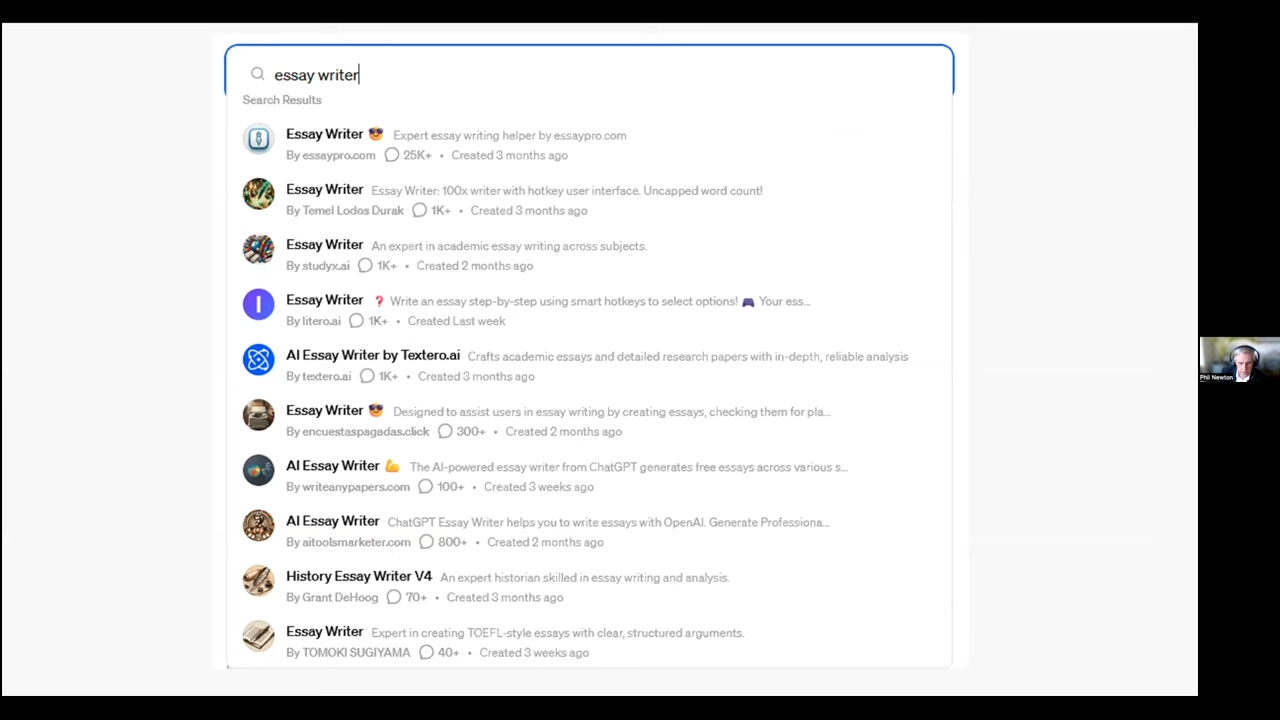 essay writer
Search Results
Essay Writer 😎 Expert essay writing helper by essaypro.com
By essaypro.com 25K+ • Created 3 months ago
Essay Writer Essay Writer: 100x writer with hotkey user interface. Uncapped word count!
By Temel Lodos Durak 1K+ • Created 3 months ago
Essay Writer An expert in academic essay writing across subjects.
By studyx.ai 1K+ • Created 2 months ago
Essay Writer ❓ Write an essay step-by-step using smart hotkeys to select options! 🎮 Your ess...
By litero.ai 1K+ • Created Last week
AI Essay Writer by Textero.ai Crafts academic essays and detailed research papers with in-depth, reliable analysis
By textero.ai 1K+ • Created 3 months ago
Essay Writer 😎 Designed to assist users in essay writing by creating essays, checking them for pla...
By encuestaspagadas.click 300+ • Created 2 months ago
AI Essay Writer 💪 The AI-powered essay writer from ChatGPT generates free essays across various s...
By writeanypapers.com 100+ • Created 3 weeks ago
AI Essay Writer ChatGPT Essay Writer helps you to write essays with OpenAI. Generate Professiona...
By aitoolsmarketer.com 800+ • Created 2 months ago
History Essay Writer V4 An expert historian skilled in essay writing and analysis.
By Grant DeHoog 70+ • Created 3 months ago
Essay Writer Expert in creating TOEFL-style essays with clear, structured arguments.
By TOMOKI SUGIYAMA 40+ • Created 3 weeks ago
Phil Newton